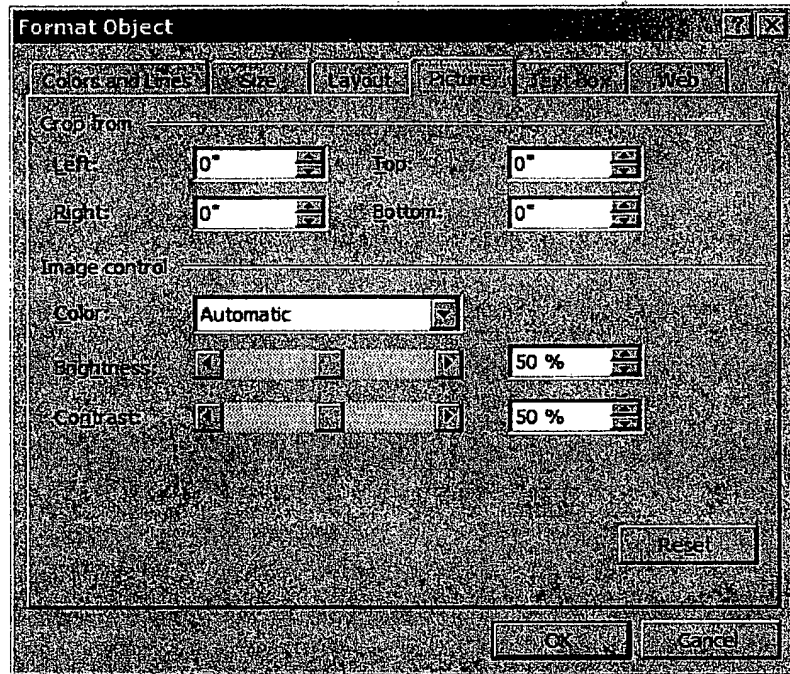 Format Object
Colors and Lines Size Layout Picture Text Box Web
Crop from
Left: 0" Top: 0"
Right: 0" Bottom: 0"
Image control
Color: Automatic
Brightness: 50 %
Contrast: 50 %
Reset
OK Cancel